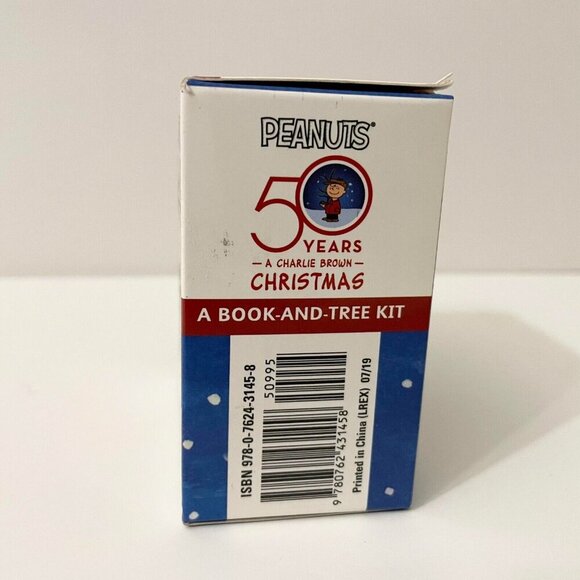 PEANUTS®
50
YEARS
A CHARLIE BROWN
CHRISTMAS
A BOOK-AND-TREE KIT
ISBN 978-0-7624-3145-8
50995
9 780762 431458
Printed in China (LREX) 07/19